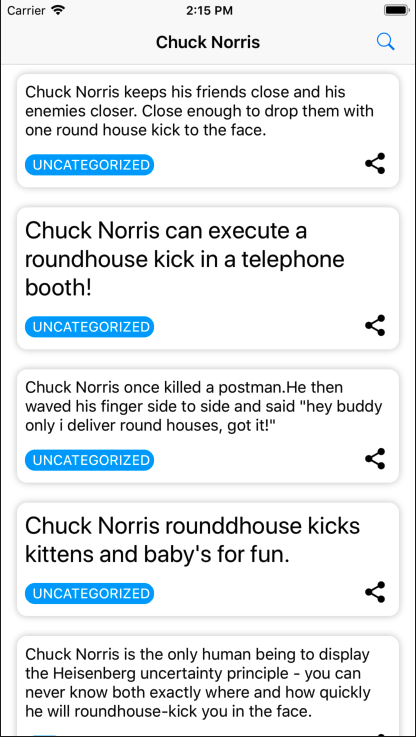 Carrier 2:15 PM
Chuck Norris
Chuck Norris keeps his friends close and his
enemies closer. Close enough to drop them with
one round house kick to the face.
UNCATEGORIZED
Chuck Norris can execute a
roundhouse kick in a telephone
booth!
UNCATEGORIZED
Chuck Norris once killed a postman.He then
waved his finger side to side and said "hey buddy
only i deliver round houses, got it!"
UNCATEGORIZED
Chuck Norris rounddhouse kicks
kittens and baby's for fun.
UNCATEGORIZED
Chuck Norris is the only human being to display
the Heisenberg uncertainty principle - you can
never know both exactly where and how quickly
he will roundhouse-kick you in the face.